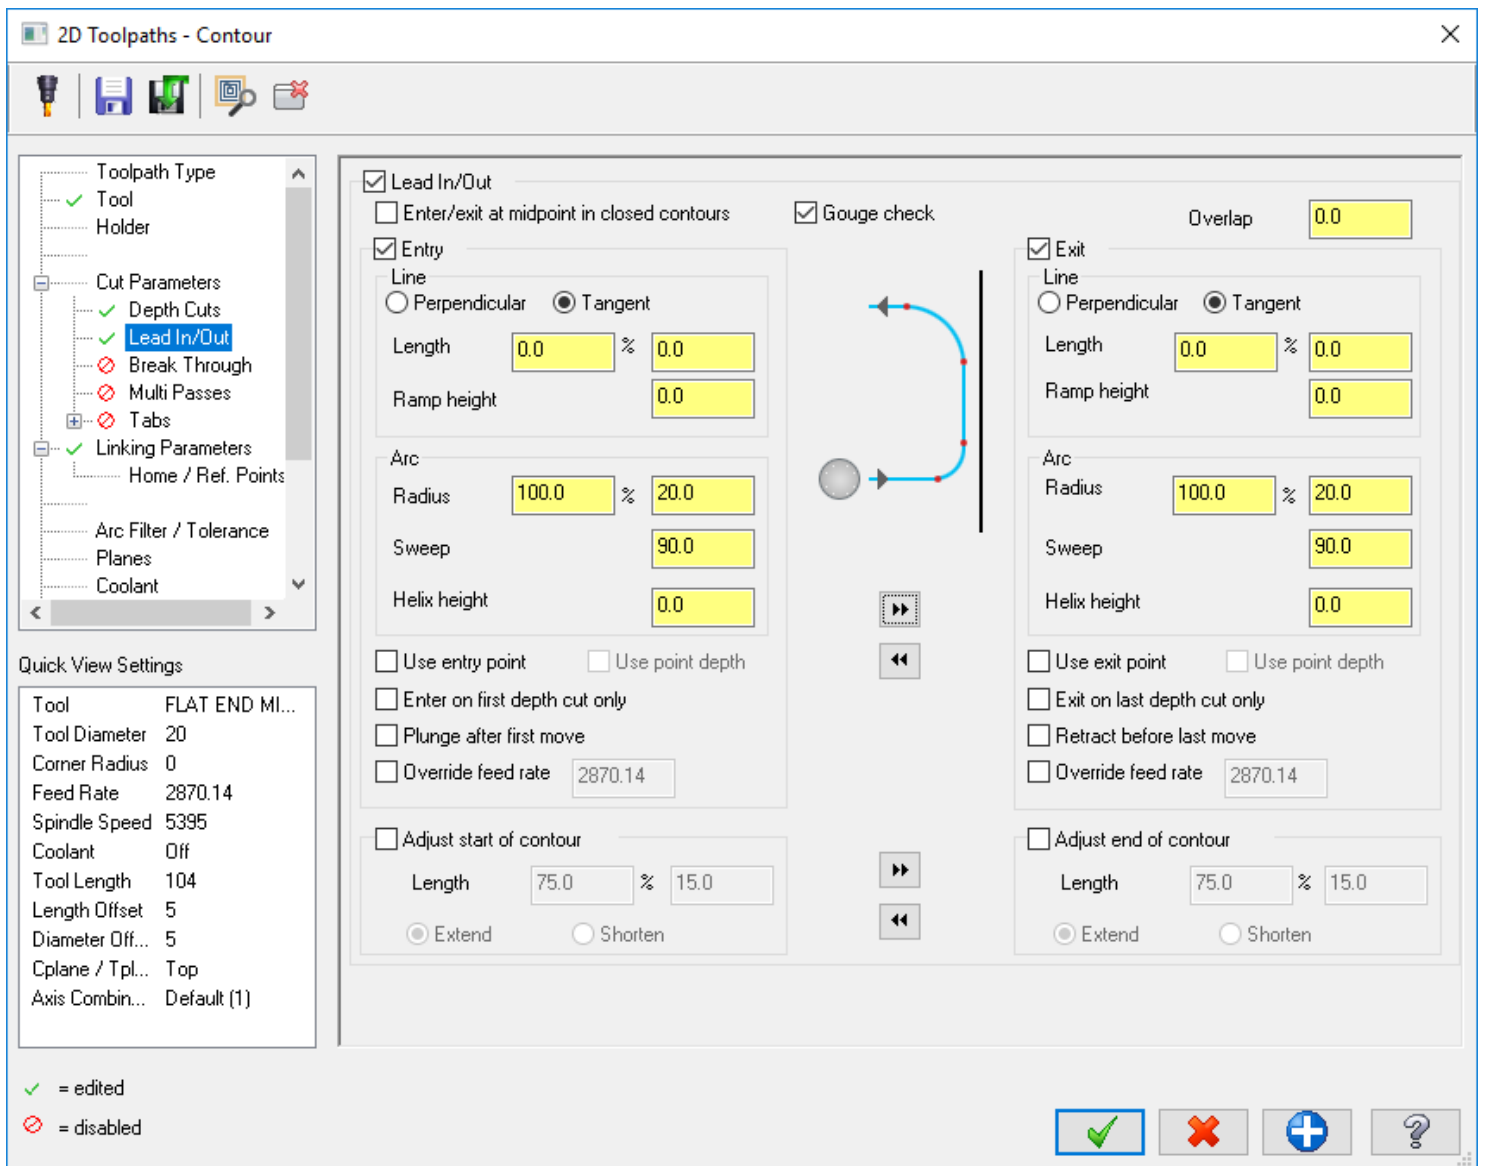 2D Toolpaths - Contour
Toolpath Type
Tool
Holder
Cut Parameters
Depth Cuts
Lead In/Out
Break Through
Multi Passes
Tabs
Linking Parameters
Home / Ref. Points
Arc Filter / Tolerance
Planes
Coolant
Quick View Settings
Tool FLAT END MI...
Tool Diameter 20
Corner Radius 0
Feed Rate 2870.14
Spindle Speed 5395
Coolant Off
Tool Length 104
Length Offset 5
Diameter Off... 5
Cplane / Tpl... Top
Axis Combin... Default (1)
= edited
= disabled
Lead In/Out
Enter/exit at midpoint in closed contours Gouge check Overlap 0.0
Entry
Line
Perpendicular Tangent
Length 0.0 % 0.0
Ramp height 0.0
Arc
Radius 100.0 % 20.0
Sweep 90.0
Helix height 0.0
Use entry point Use point depth
Enter on first depth cut only
Plunge after first move
Override feed rate 2870.14
Adjust start of contour
Length 75.0 % 15.0
Extend Shorten
Exit
Line
Perpendicular Tangent
Length 0.0 % 0.0
Ramp height 0.0
Arc
Radius 100.0 % 20.0
Sweep 90.0
Helix height 0.0
Use exit point Use point depth
Exit on last depth cut only
Retract before last move
Override feed rate 2870.14
Adjust end of contour
Length 75.0 % 15.0
Extend Shorten